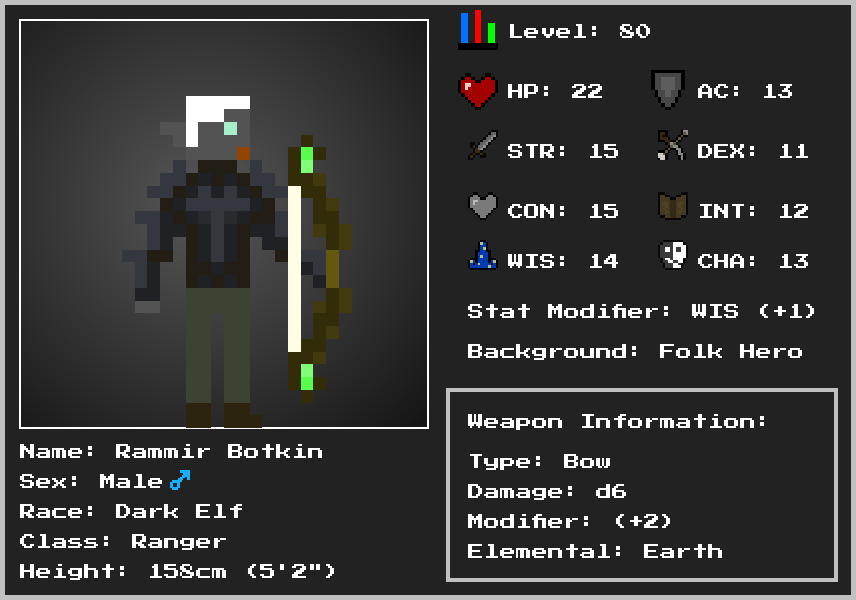 Level: 80
HP: 22 AC: 13
STR: 15 DEX: 11
CON: 15 INT: 12
WIS: 14 CHA: 13
Stat Modifier: WIS (+1)
Background: Folk Hero
Weapon Information:
Type: Bow
Damage: d6
Modifier: (+2)
Elemental: Earth
Name: Rammir Botkin
Sex: Male♂
Race: Dark Elf
Class: Ranger
Height: 158cm (5'2")